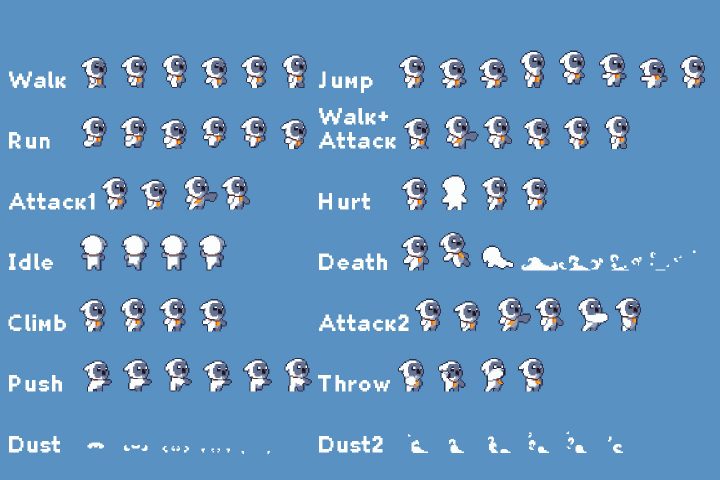 Walk
Jump
Run
Walk+
Attack
Attack1
Hurt
Idle
Death
Climb
Attack2
Push
Throw
Dust
Dust2